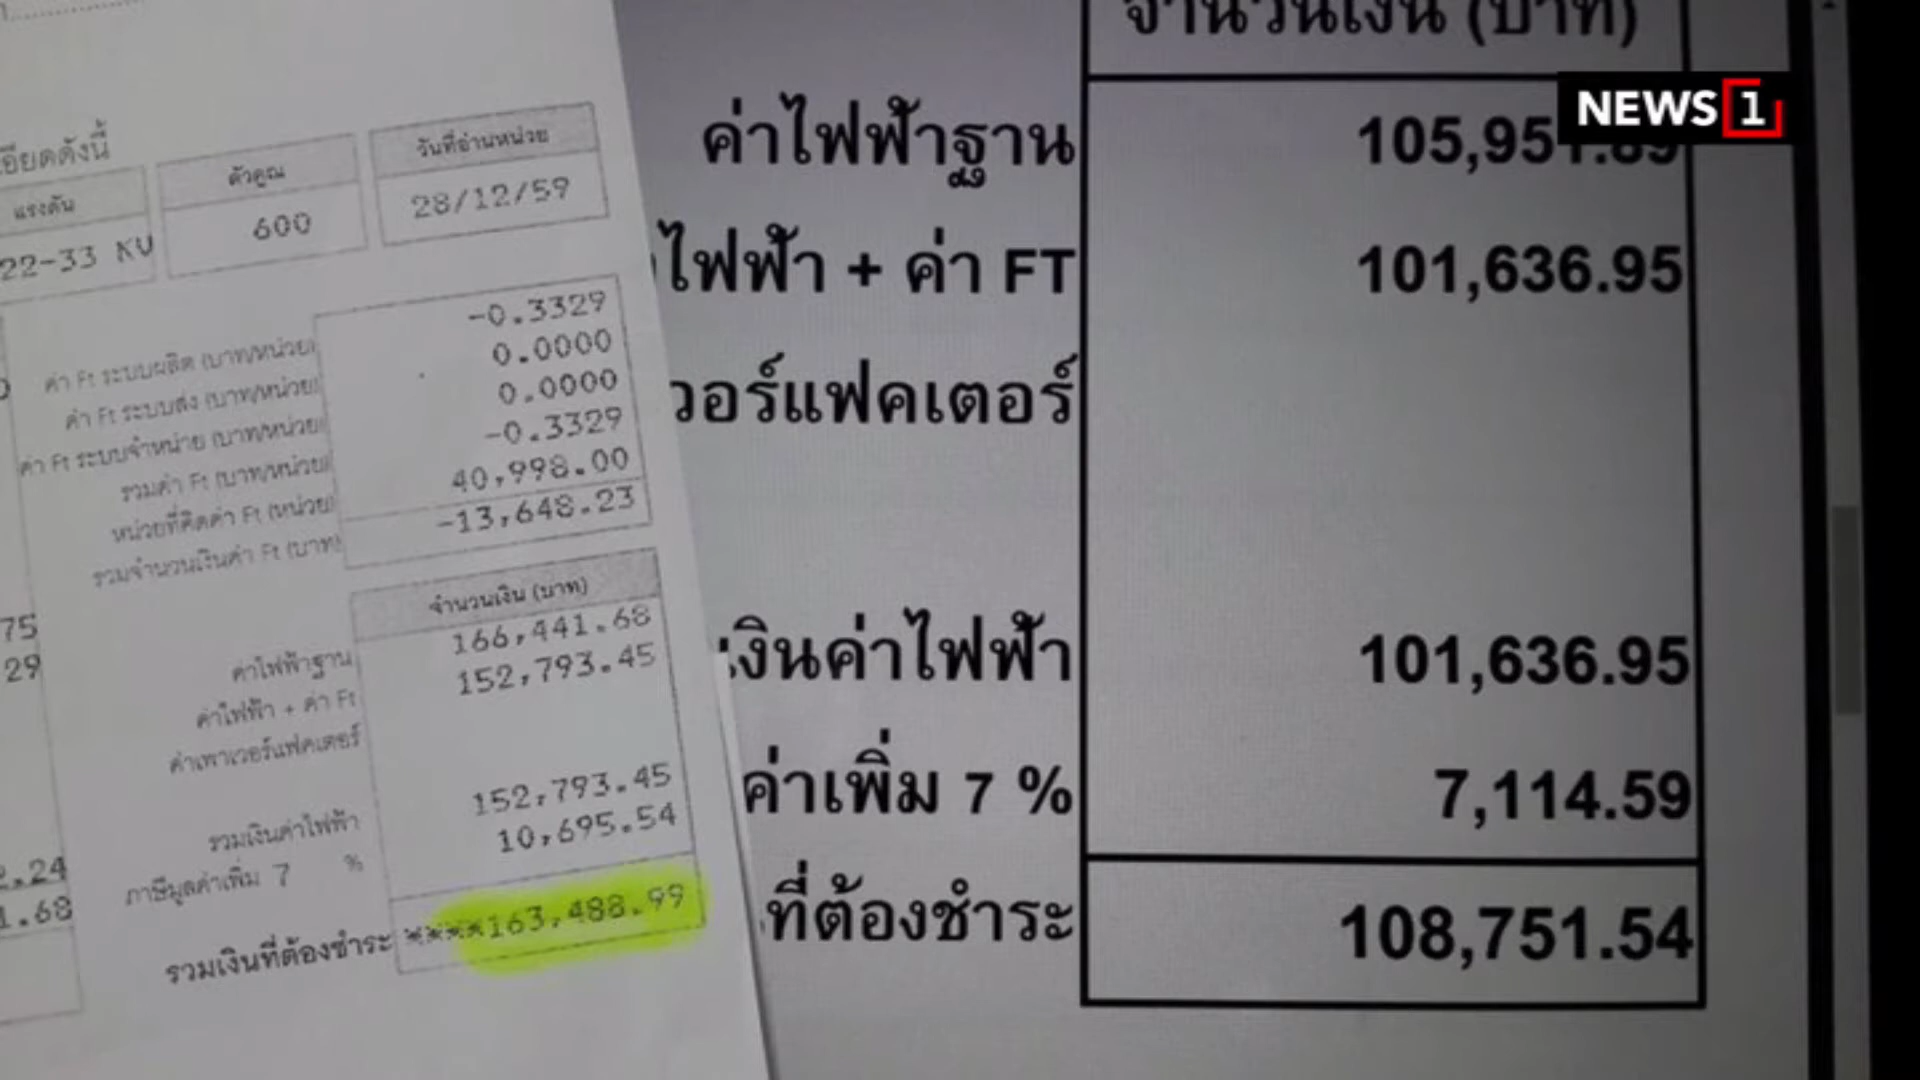 NEWS 1
จำนวนเงิน (บาท)
ค่าไฟฟ้าฐาน
ไฟฟ้า + ค่า FT 101,636.95
วอร์แฟคเตอร์
เงินค่าไฟฟ้า 101,636.95
ค่าเพิ่ม 7 % 7,114.59
ที่ต้องชำระ 108,751.54
อียดดังนี้
แรงดัน ตัวคูณ วันที่อ่านหน่วย
22-33 KV 600 28/12/59
ค่า Ft ระบบผลิต (บาท/หน่วย) -0.3329
ค่า Ft ระบบส่ง (บาท/หน่วย) 0.0000
ค่า Ft ระบบจำหน่าย (บาท/หน่วย) 0.0000
รวมค่า Ft (บาท/หน่วย) -0.3329
หน่วยที่คิดค่า Ft (หน่วย) 40,998.00
รวมจำนวนเงินค่า Ft (บาท) -13,648.23
จำนวนเงิน (บาท)
75 ค่าไฟฟ้าฐาน 166,441.68
29 ค่าไฟฟ้า + ค่า Ft 152,793.45
ค่าเพาเวอร์แฟคเตอร์
รวมเงินค่าไฟฟ้า 152,793.45
2.24 ภาษีมูลค่าเพิ่ม 7 % 10,695.54
1.68 รวมเงินที่ต้องชำระ ****163,488.99